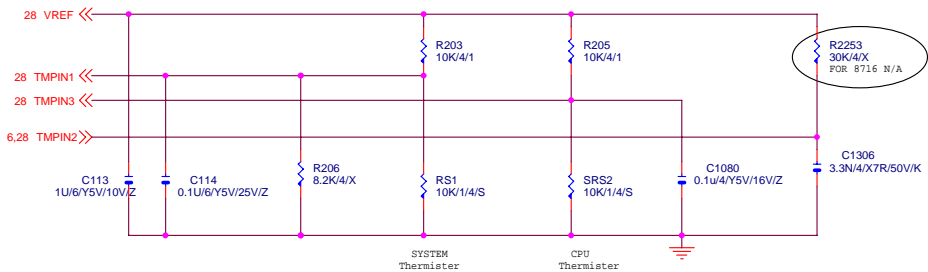 28 VREF
R203
10K/4/1
R205
10K/4/1
R2253
30K/4/X
FOR 8716 N/A
28 TMPIN1
28 TMPIN3
6,28 TMPIN2
C113
1U/6/Y5V/10V/Z
C114
0.1U/6/Y5V/25V/Z
R206
8.2K/4/X
RS1
10K/1/4/S
SRS2
10K/1/4/S
C1080
0.1u/4/Y5V/16V/Z
C1306
3.3N/4/X7R/50V/K
SYSTEM
Thermister
CPU
Thermister